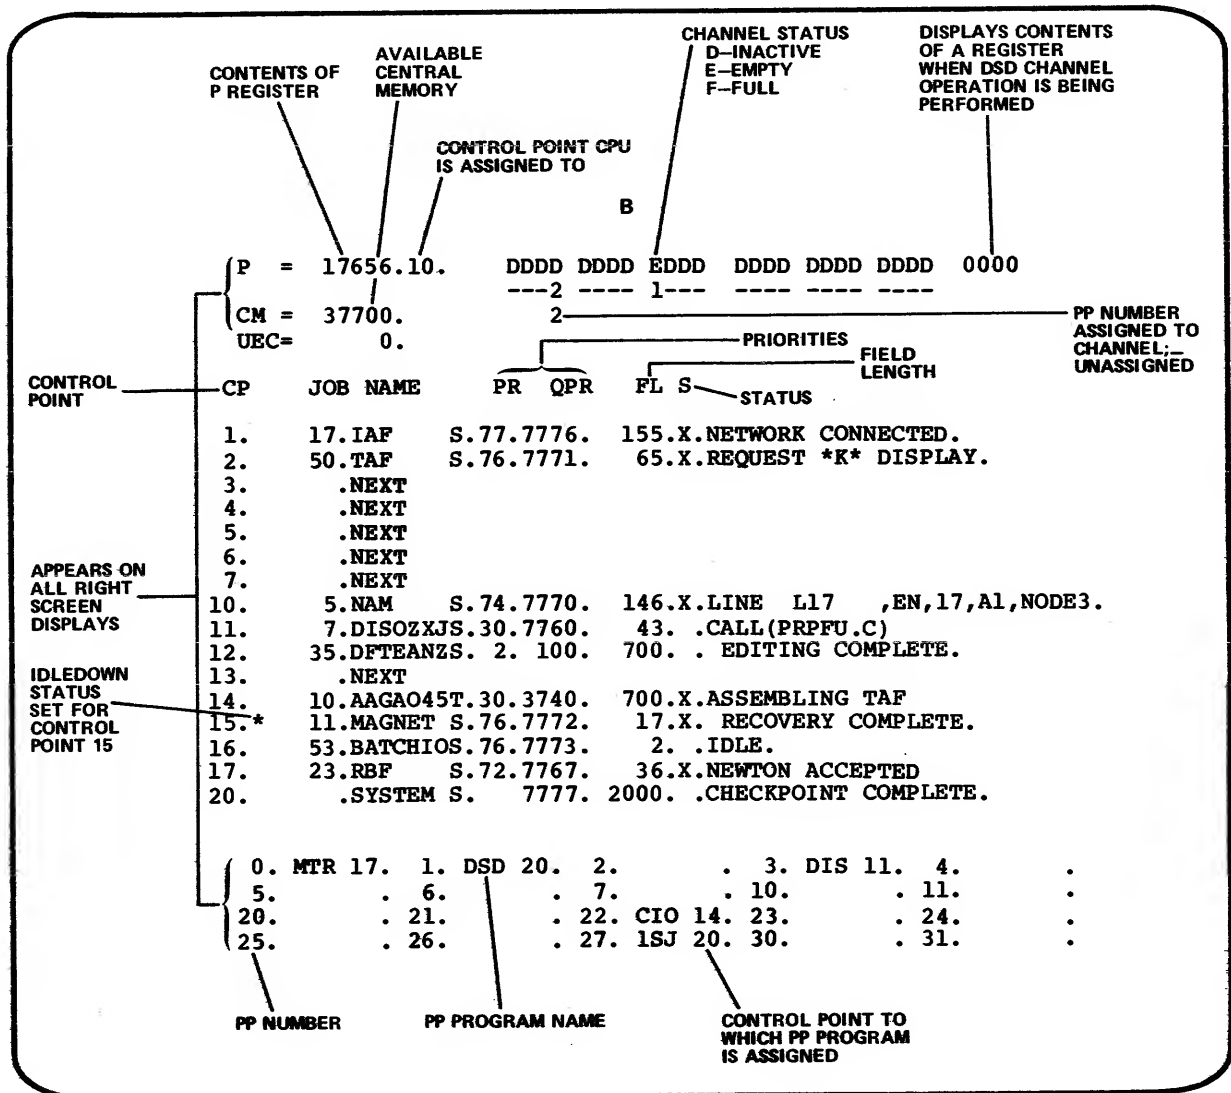 CHANNEL STATUS
D—INACTIVE
E—EMPTY
F—FULL
DISPLAYS CONTENTS
OF A REGISTER
WHEN DSD CHANNEL
OPERATION IS BEING
PERFORMED
AVAILABLE
CENTRAL
MEMORY
CONTENTS OF
P REGISTER
CONTROL POINT CPU
IS ASSIGNED TO
B
P = 17656.10. DDDD DDDD EDDD DDDD DDDD DDDD 0000
---2 ---- 1--- ---- ---- ----
CM = 37700. 2
UEC= 0.
PP NUMBER
ASSIGNED TO
CHANNEL;—
UNASSIGNED
PRIORITIES
FIELD
LENGTH
CONTROL
POINT
CP JOB NAME PR QPR FL S
STATUS
1. 17.IAF S.77.7776. 155.X.NETWORK CONNECTED.
2. 50.TAF S.76.7771. 65.X.REQUEST *K* DISPLAY.
3. .NEXT
4. .NEXT
5. .NEXT
6. .NEXT
7. .NEXT
10. 5.NAM S.74.7770. 146.X.LINE L17 ,EN,17,A1,NODE3.
11. 7.DISOZXJS.30.7760. 43. .CALL(PRPFU.C)
12. 35.DFTEANZS. 2. 100. 700. . EDITING COMPLETE.
13. .NEXT
14. 10.AAGAO45T.30.3740. 700.X.ASSEMBLING TAF
15.* 11.MAGNET S.76.7772. 17.X. RECOVERY COMPLETE.
16. 53.BATCHIOS.76.7773. 2. .IDLE.
17. 23.RBF S.72.7767. 36.X.NEWTON ACCEPTED
20. .SYSTEM S. 7777. 2000. .CHECKPOINT COMPLETE.
APPEARS ON
ALL RIGHT
SCREEN
DISPLAYS
IDLEDOWN
STATUS
SET FOR
CONTROL
POINT 15
0. MTR 17. 1. DSD 20. 2. . 3. DIS 11. 4. .
5. . 6. . 7. . 10. . 11. .
20. . 21. . 22. CIO 14. 23. . 24. .
25. . 26. . 27. 1SJ 20. 30. . 31. .
PP NUMBER
PP PROGRAM NAME
CONTROL POINT TO
WHICH PP PROGRAM
IS ASSIGNED